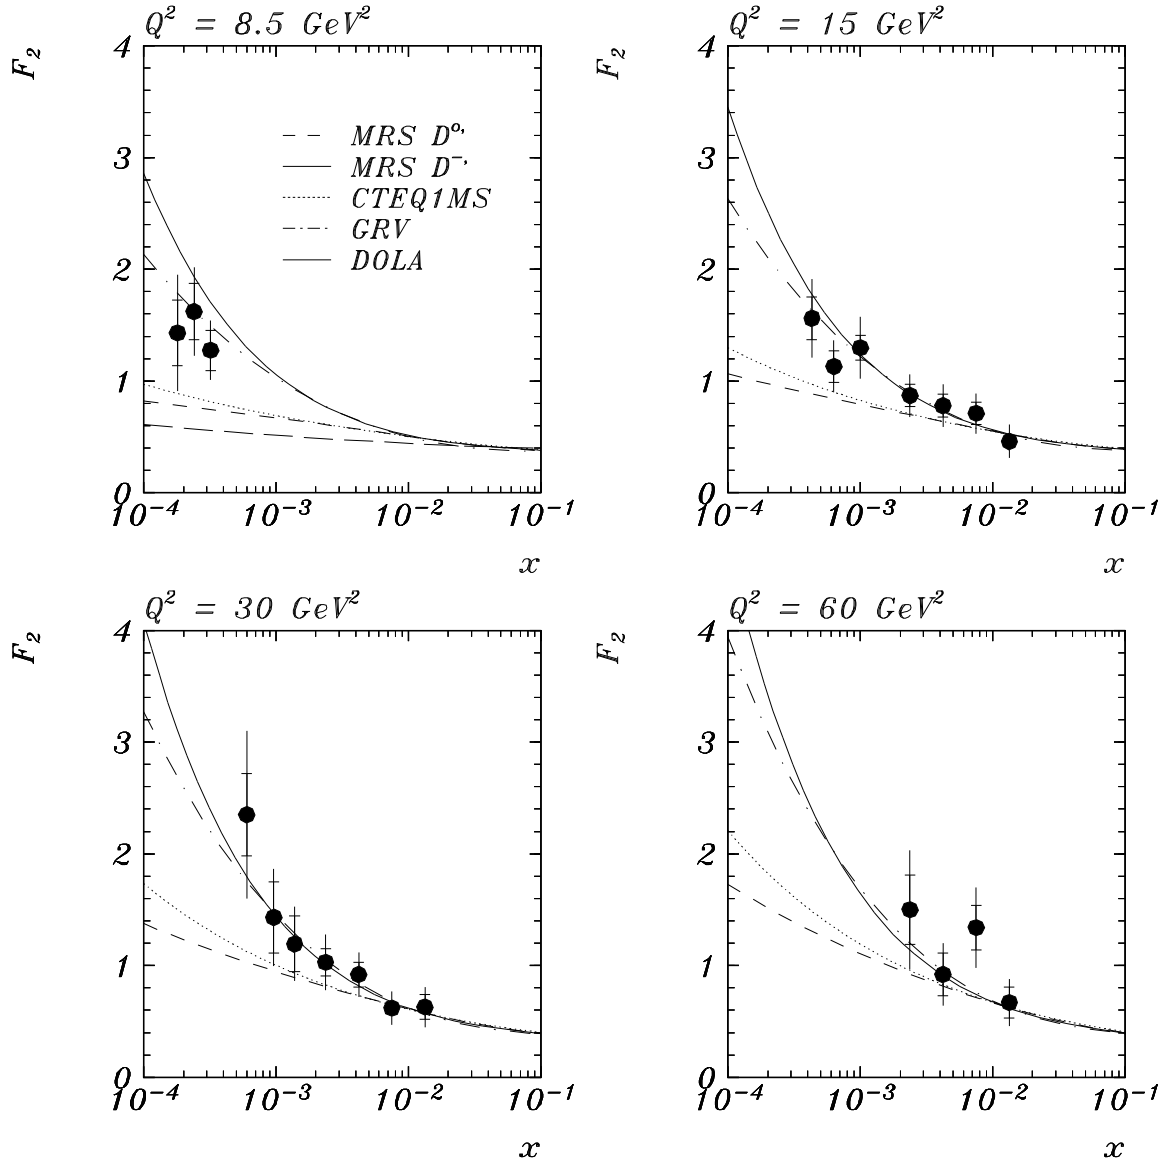 Q² = 8.5 GeV²
F₂
4
3
2
1
0
MRS D⁰'
MRS D⁻'
CTEQ1MS
GRV
DOLA
10⁻⁴ 10⁻³ 10⁻² 10⁻¹
x
Q² = 15 GeV²
F₂
4
3
2
1
0
10⁻⁴ 10⁻³ 10⁻² 10⁻¹
x
Q² = 30 GeV²
F₂
4
3
2
1
0
10⁻⁴ 10⁻³ 10⁻² 10⁻¹
x
Q² = 60 GeV²
F₂
4
3
2
1
0
10⁻⁴ 10⁻³ 10⁻² 10⁻¹
x